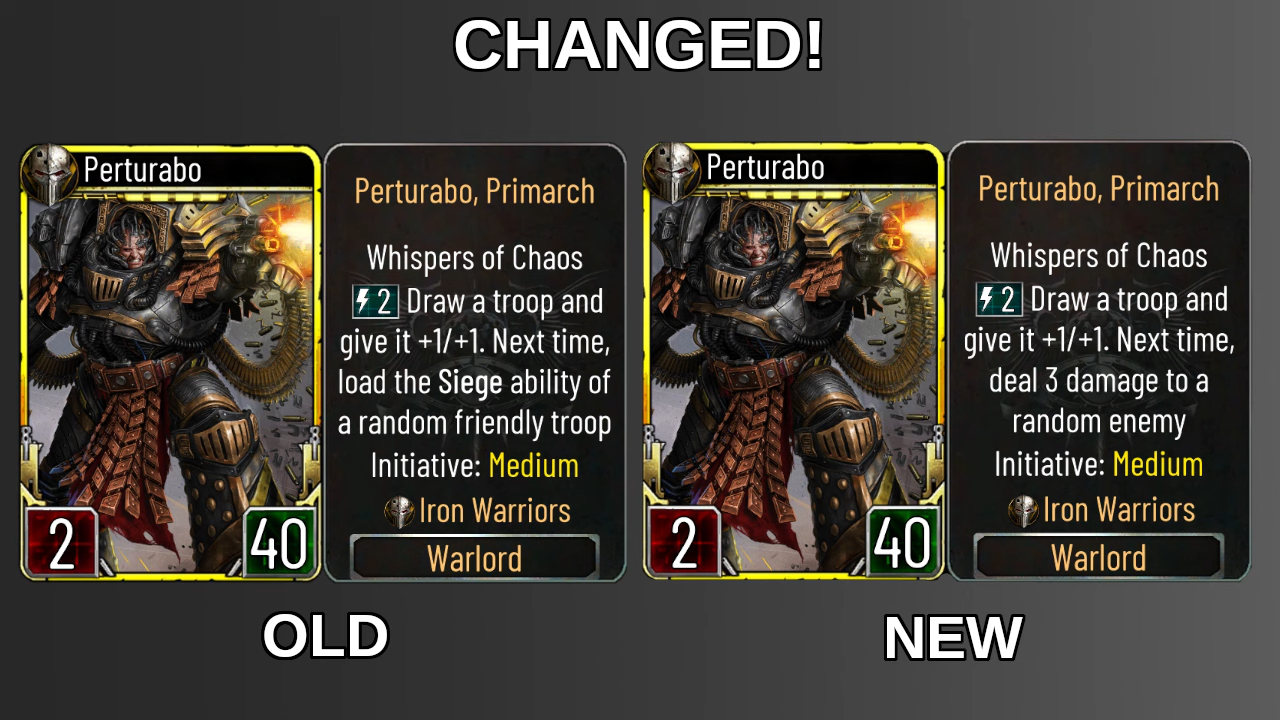 CHANGED!
Perturabo
2
40
Perturabo, Primarch
Whispers of Chaos
2 Draw a troop and
give it +1/+1. Next time,
load the Siege ability of
a random friendly troop
Initiative: Medium
Iron Warriors
Warlord
OLD
Perturabo
2
40
Perturabo, Primarch
Whispers of Chaos
2 Draw a troop and
give it +1/+1. Next time,
deal 3 damage to a
random enemy
Initiative: Medium
Iron Warriors
Warlord
NEW